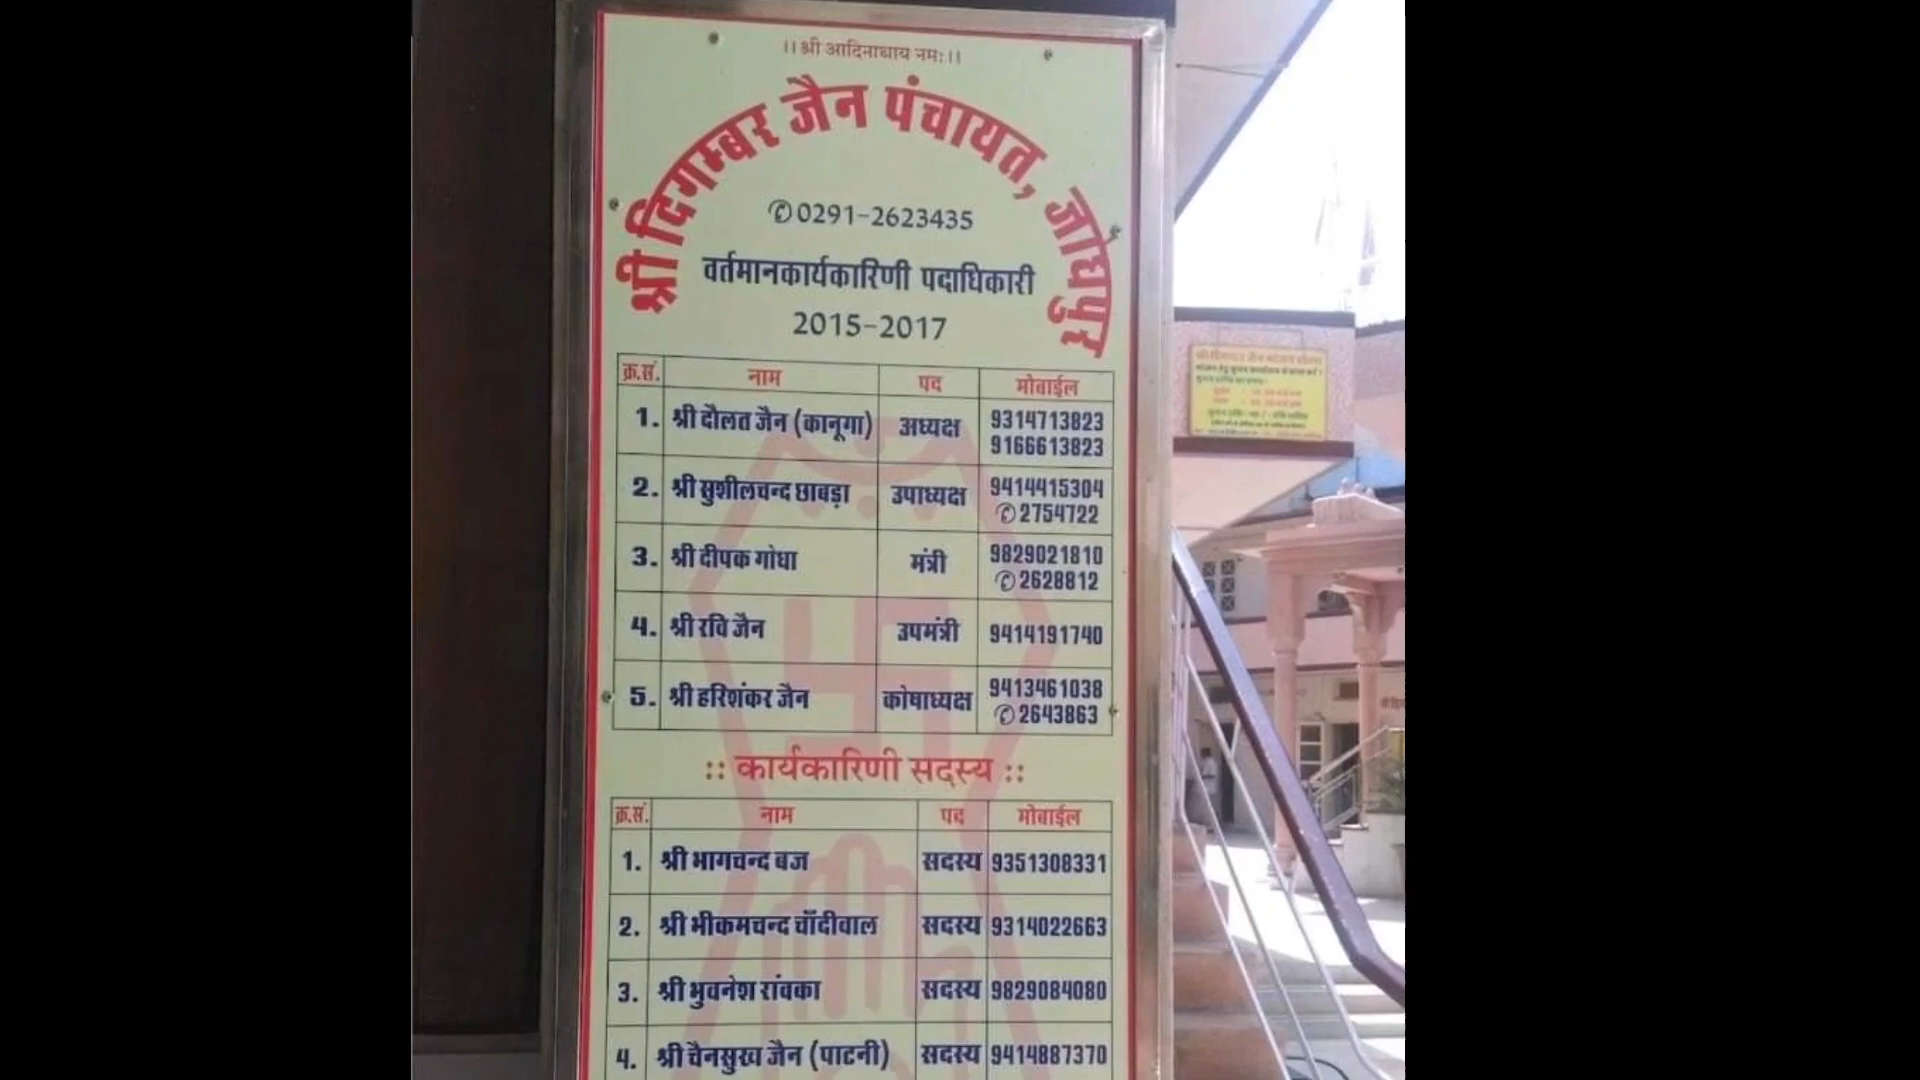 ।। श्री आदिनाथाय नमः ।।
श्री दिगम्बर जैन पंचायत, जोधपुर
✆ 0291-2623435
वर्तमानकार्यकारिणी पदाधिकारी
2015-2017
क्र.सं. नाम पद मोबाईल
1. श्री दौलत जैन (कानूगा) अध्यक्ष 9314713823
9166613823
2. श्री सुशीलचन्द छाबड़ा उपाध्यक्ष 9414415304
✆ 2754722
3. श्री दीपक गोधा मंत्री 9829021810
✆ 2628812
4. श्री रवि जैन उपमंत्री 9414191740
5. श्री हरिशंकर जैन कोषाध्यक्ष 9413461038
✆ 2643863
:: कार्यकारिणी सदस्य ::
क्र.सं. नाम पद मोबाईल
1. श्री भागचन्द बज सदस्य 9351308331
2. श्री भीकमचन्द चाँदीवाल सदस्य 9314022663
3. श्री भुवनेश रांवका सदस्य 9829084080
4. श्री चैनसुख जैन (पाटनी) सदस्य 9414887370